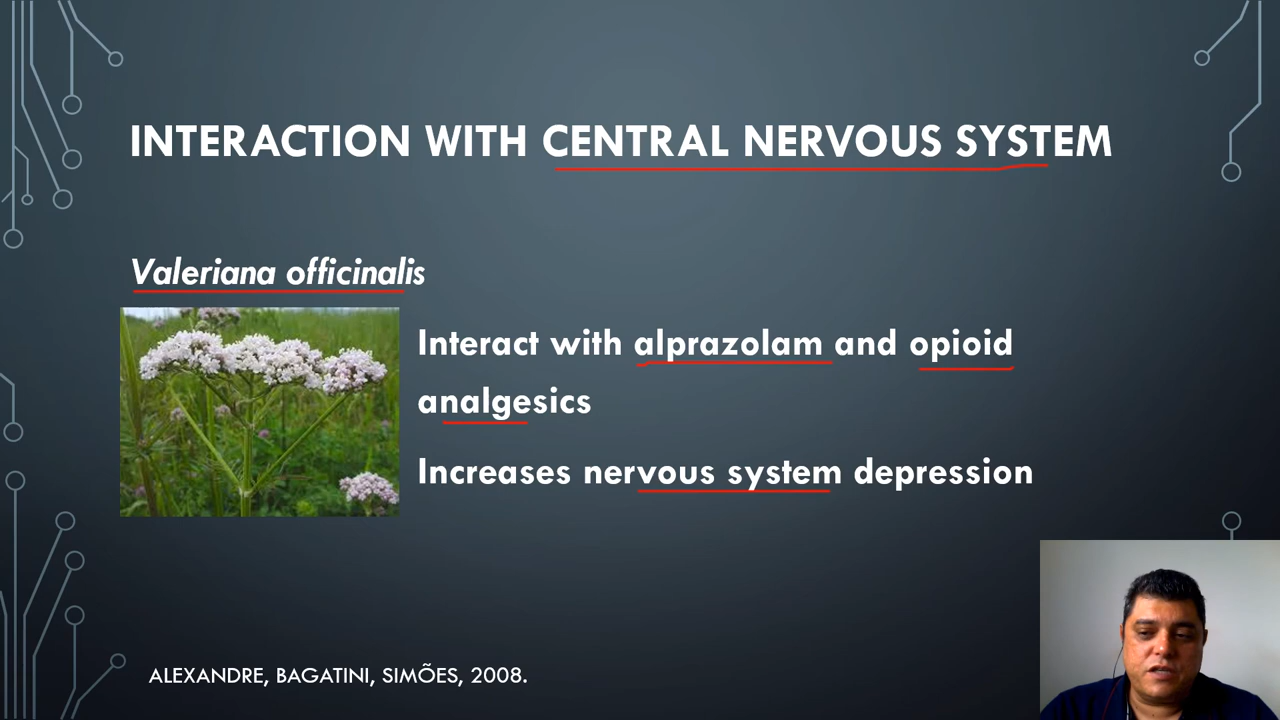 INTERACTION WITH CENTRAL NERVOUS SYSTEM
Valeriana officinalis
Interact with alprazolam and opioid
analgesics
Increases nervous system depression
ALEXANDRE, BAGATINI, SIMÕES, 2008.